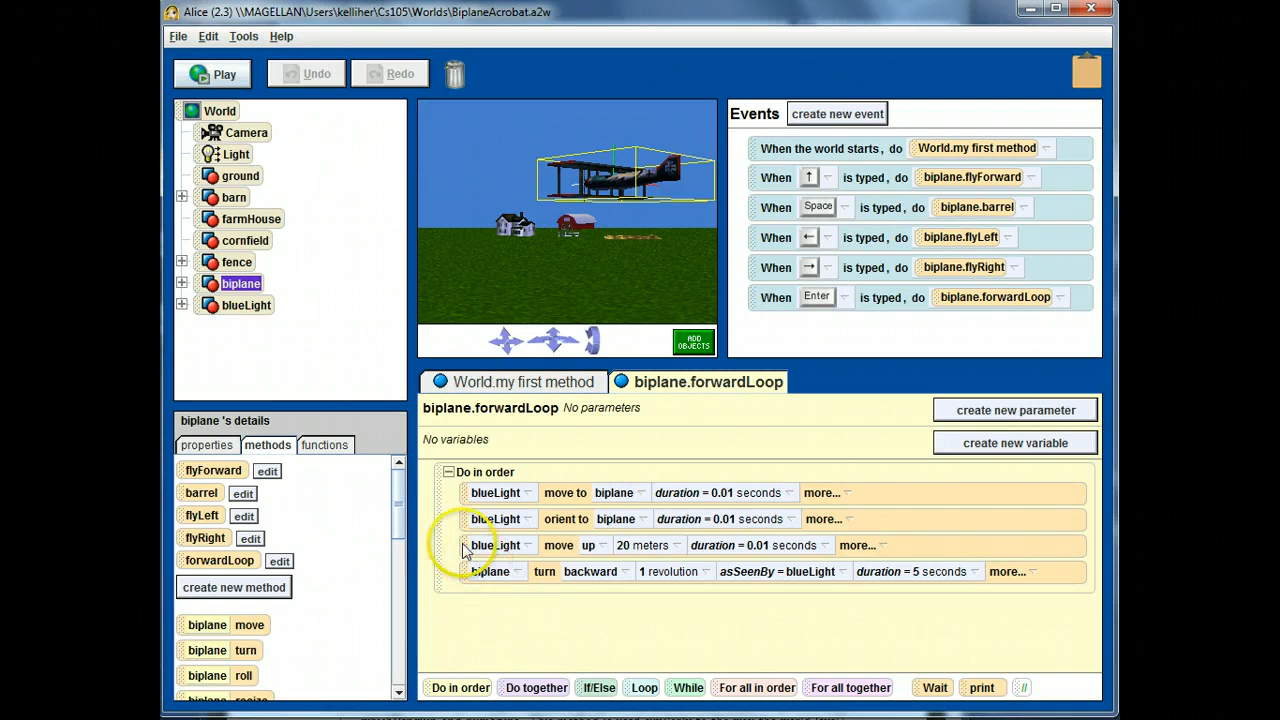 Alice (2.3) \\MAGELLAN\Users\kelliher\Cs105\Worlds\BiplaneAcrobat.a2w
File Edit Tools Help
Play Undo Redo
World
Camera
Light
ground
barn
farmHouse
cornfield
fence
biplane
blueLight
ADD OBJECTS
Events create new event
When the world starts, do World.my first method
When ↑ is typed, do biplane.flyForward
When Space is typed, do biplane.barrel
When ← is typed, do biplane.flyLeft
When → is typed, do biplane.flyRight
When Enter is typed, do biplane.forwardLoop
biplane 's details
properties methods functions
flyForward edit
barrel edit
flyLeft edit
flyRight edit
forwardLoop edit
create new method
biplane move
biplane turn
biplane roll
World.my first method biplane.forwardLoop
biplane.forwardLoop No parameters create new parameter
No variables create new variable
Do in order
blueLight move to biplane duration = 0.01 seconds more...
blueLight orient to biplane duration = 0.01 seconds more...
blueLight move up 20 meters duration = 0.01 seconds more...
biplane turn backward 1 revolution asSeenBy = blueLight duration = 5 seconds more...
Do in order Do together If/Else Loop While For all in order For all together Wait print //